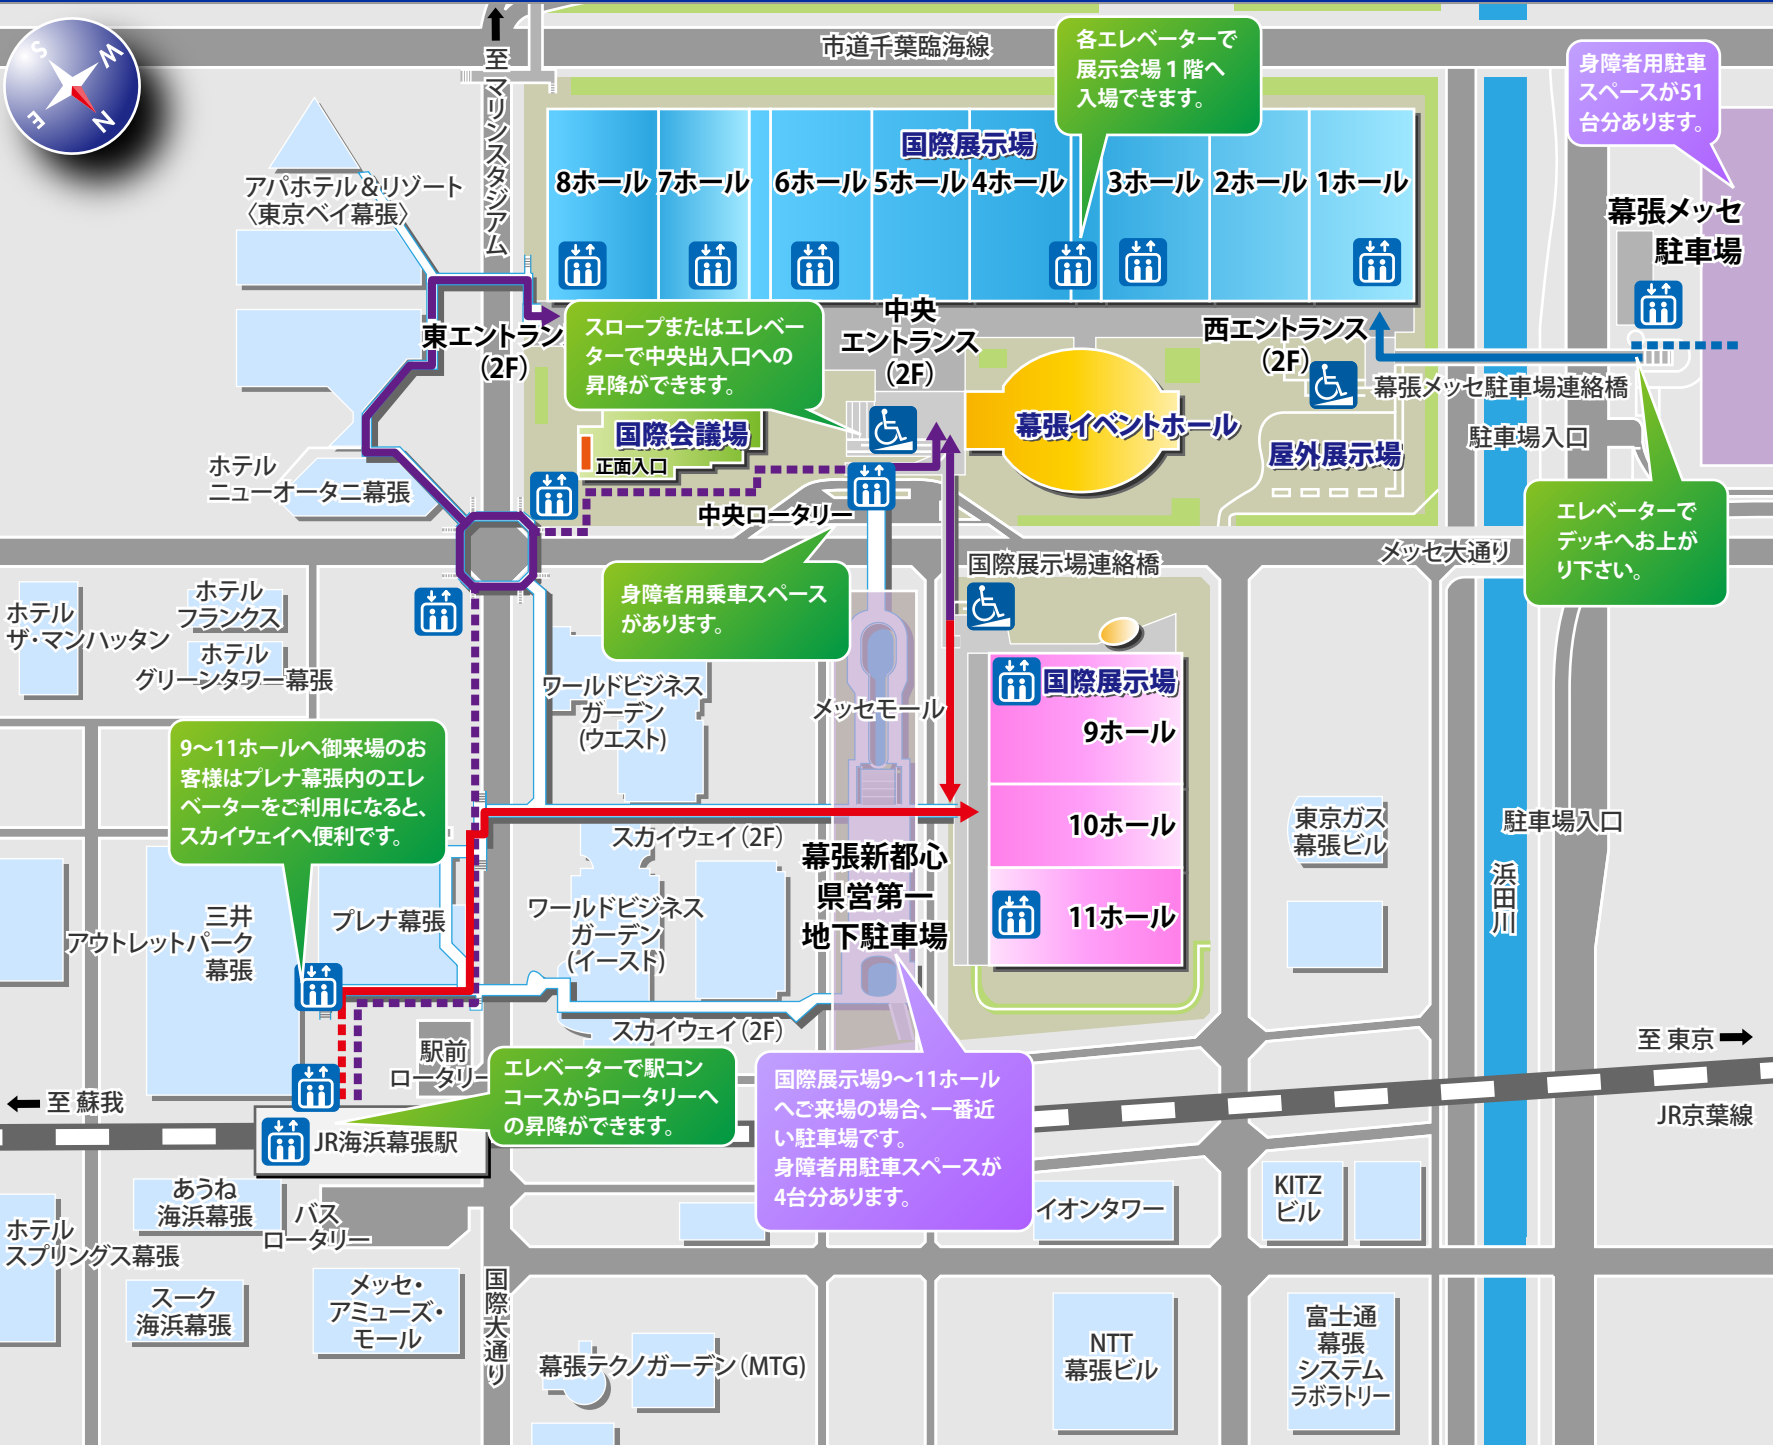 S
W
E
N
至
マリンスタジアム
市道千葉臨海線
各エレベーターで
展示会場1階へ
入場できます。
身障者用駐車
スペースが51
台分あります。
国際展示場
8ホール
7ホール
6ホール
5ホール
4ホール
3ホール
2ホール
1ホール
幕張メッセ
駐車場
アパホテル&リゾート
〈東京ベイ幕張〉
東エントラン
(2F)
スロープまたはエレベー
ターで中央出入口への
昇降ができます。
中央
エントランス
(2F)
西エントランス
(2F)
幕張メッセ駐車場連絡橋
駐車場入口
国際会議場
正面入口
幕張イベントホール
屋外展示場
ホテル
ニューオータニ幕張
中央ロータリー
エレベーターで
デッキへお上が
り下さい。
メッセ大通り
国際展示場連絡橋
身障者用乗車スペース
があります。
ホテル
ザ・マンハッタン
ホテル
フランクス
ホテル
グリーンタワー幕張
ワールドビジネス
ガーデン
(ウエスト)
メッセモール
国際展示場
9ホール
10ホール
11ホール
9～11ホールへ御来場のお
客様はプレナ幕張内のエレ
ベーターをご利用になると、
スカイウェイへ便利です。
スカイウェイ(2F)
幕張新都心
県営第一
地下駐車場
東京ガス
幕張ビル
駐車場入口
浜田川
三井
アウトレットパーク
幕張
プレナ幕張
ワールドビジネス
ガーデン
(イースト)
スカイウェイ(2F)
駅前
ロータリー
エレベーターで駅コン
コースからロータリーへ
の昇降ができます。
国際展示場9～11ホール
へご来場の場合、一番近
い駐車場です。
身障者用駐車スペースが
4台分あります。
至 東京
至 蘇我
JR海浜幕張駅
JR京葉線
あうね
海浜幕張
バス
ロータリー
ホテル
スプリングス幕張
イオンタワー
KITZ
ビル
スーク
海浜幕張
メッセ・
アミューズ・
モール
国際大通り
幕張テクノガーデン(MTG)
NTT
幕張ビル
富士通
幕張
システム
ラボラトリー